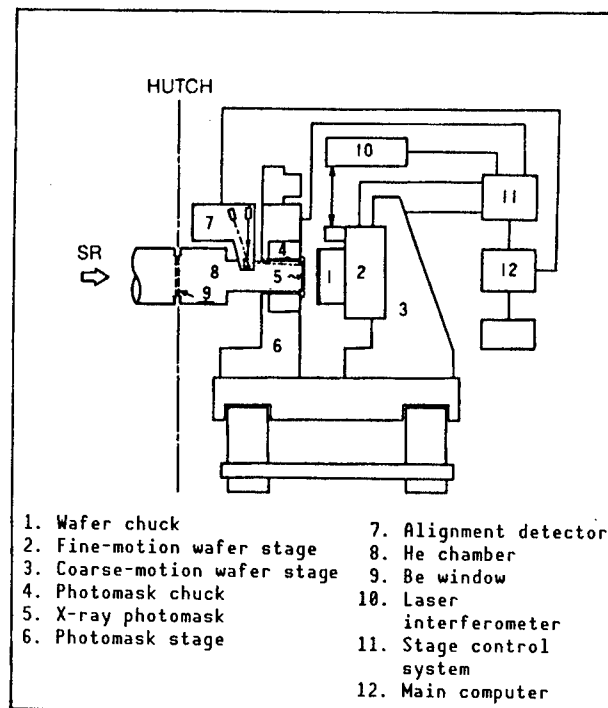 HUTCH
10
7
11
4
SR
8
5
1
2
12
9
3
6
1. Wafer chuck
2. Fine-motion wafer stage
3. Coarse-motion wafer stage
4. Photomask chuck
5. X-ray photomask
6. Photomask stage
7. Alignment detector
8. He chamber
9. Be window
10. Laser
interferometer
11. Stage control
system
12. Main computer